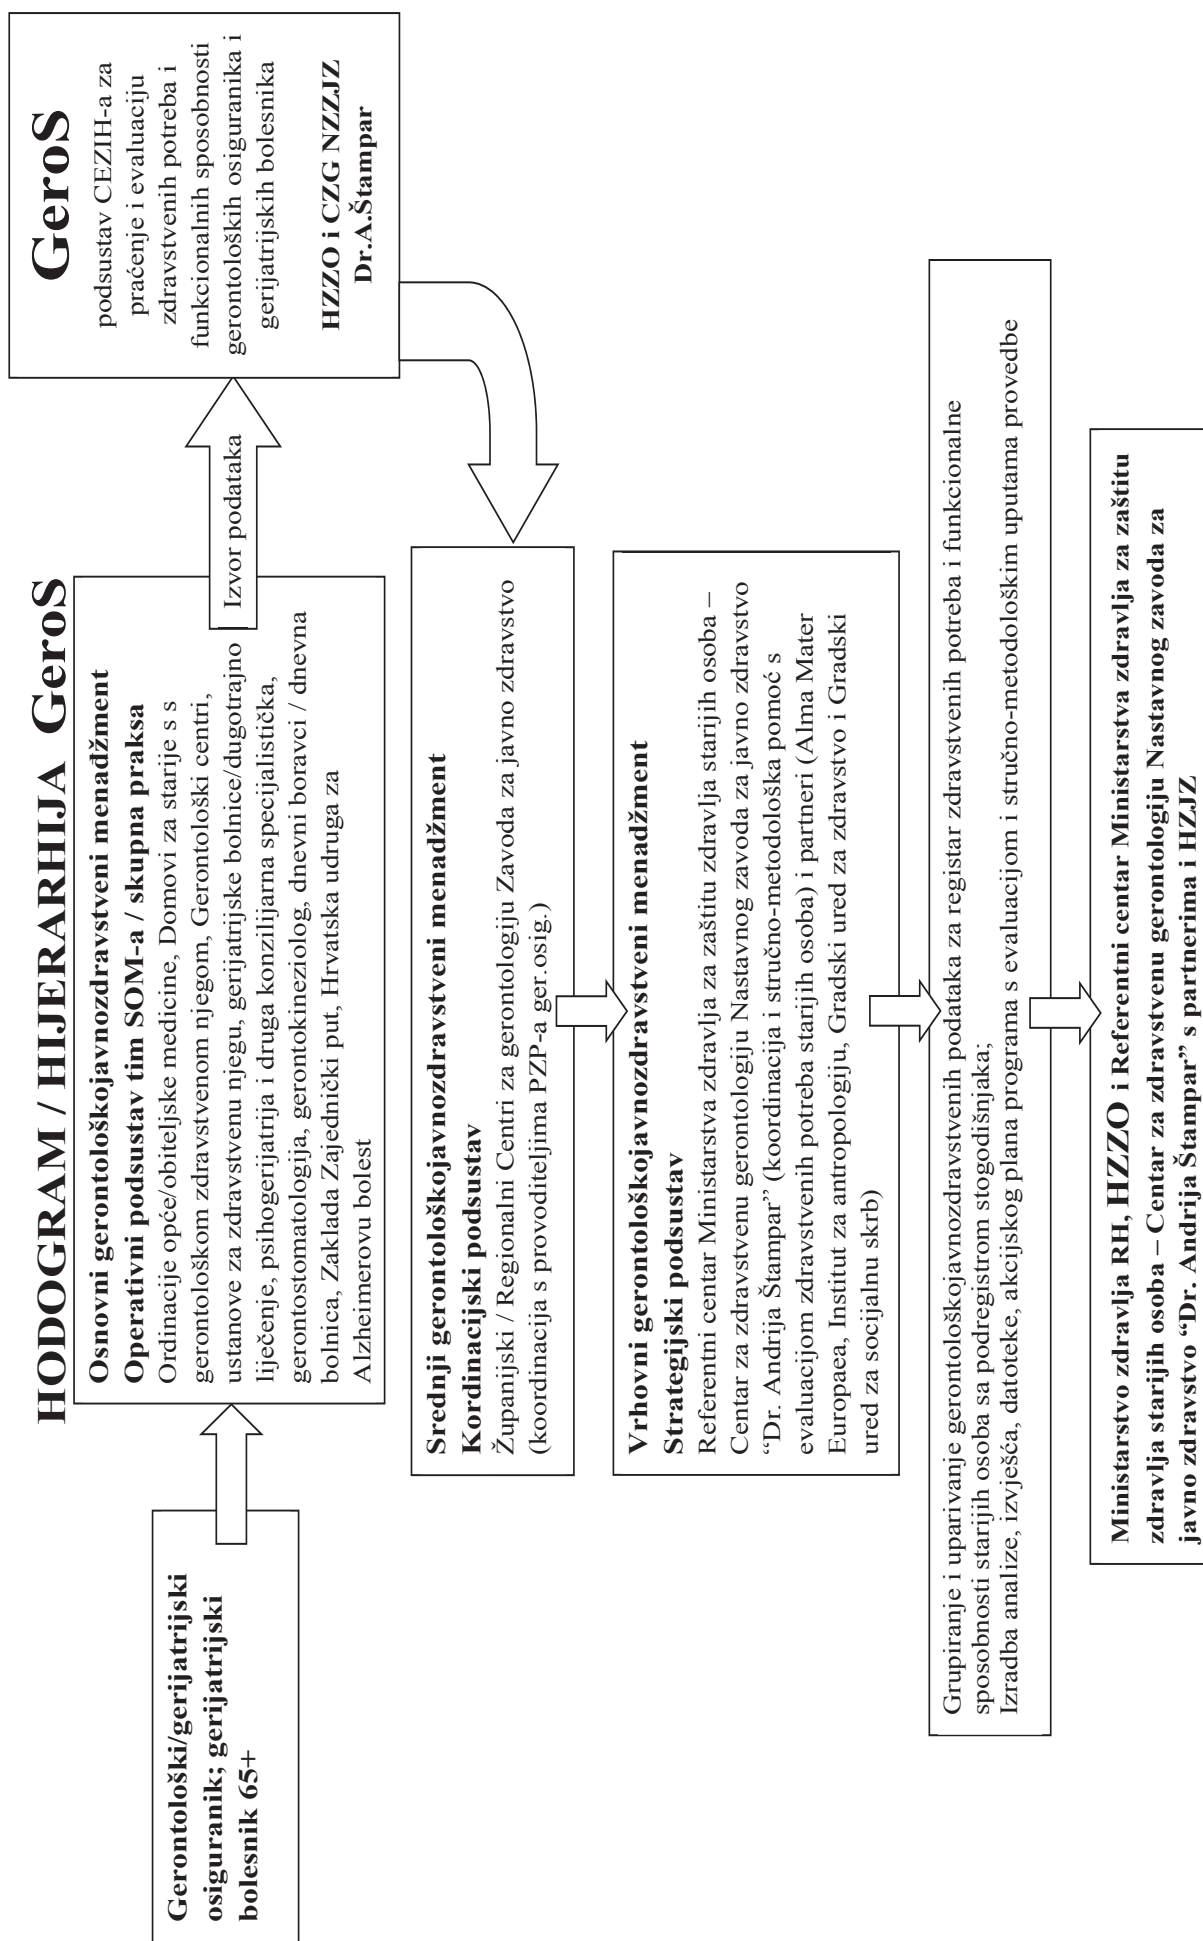 HODOGRAM / HIJERARHIJA GeroS
Gerontološki/gerijatrijski
osiguranik; gerijatrijski
bolesnik 65+
Osnovni gerontološkojavnozdravstveni menađžment
Operativni podsustav tim SOM-a / skupna praksa
Ordinacije opće/obiteljske medicine, Domovi za starije s s
gerontološkom zdravstvenom njegom, Gerontološki centri,
ustanove za zdravstvenu njegu, gerijatrijske bolnice/dugotrajno
liječenje, psihogerijatrija i druga konzilijarna specijalistička,
gerontostomatologija, gerontokineziolog, dnevni boravci / dnevna
bolnica, Zaklada Zajednički put, Hrvatska udruga za
Alzheimerovu bolest
Izvor podataka
GeroS
podsustav CEZIH-a za
praćenje i evaluaciju
zdravstvenih potreba i
funkcionalnih sposobnosti
gerontoloških osiguranika i
gerijatrijskih bolesnika
HZZO i CZG NZZJZ
Dr.A.Štampar
Srednji gerontološkojavnozdravstveni menadžment
Kordinacijski podsustav
Županijski / Regionalni Centri za gerontologiju Zavoda za javno zdravstvo
(koordinacija s provoditeljima PZP-a ger.osig.)
Vrhovni gerontološkojavnozdravstveni menadžment
Strategijski podsustav
Referentni centar Ministarstva zdravlja za zaštitu zdravlja starijih osoba –
Centar za zdravstvenu gerontologiju Nastavnog zavoda za javno zdravstvo
“Dr. Andrija Štampar” (koordinacija i stručno-metodološka pomoć s
evaluacijom zdravstvenih potreba starijih osoba) i partneri (Alma Mater
Europaea, Institut za antropologiju, Gradski ured za zdravstvo i Gradski
ured za socijalnu skrb)
Grupiranje i uparivanje gerontološkojavnozdravstvenih podataka za registar zdravstvenih potreba i funkcionalne
sposobnosti starijih osoba sa podregistrom stogodišnjaka;
Izradba analize, izvješća, datoteke, akcijskog plana programa s evaluacijom i stručno-metodološkim uputama provedbe
Ministarstvo zdravlja RH, HZZO i Referentni centar Ministarstva zdravlja za zaštitu
zdravlja starijih osoba – Centar za zdravstvenu gerontologiju Nastavnog zavoda za
javno zdravstvo “Dr. Andrija Štampar” s partnerima i HZJZ